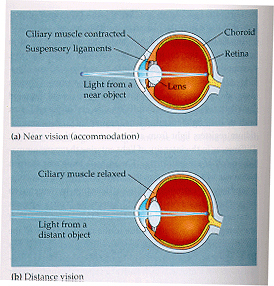 Ciliary muscle contracted
Choroid
Suspensory ligaments
Retina
Light from a
near object
Lens
(a) Near vision (accommodation)
Ciliary muscle relaxed
Light from a
distant object
(b) Distance vision